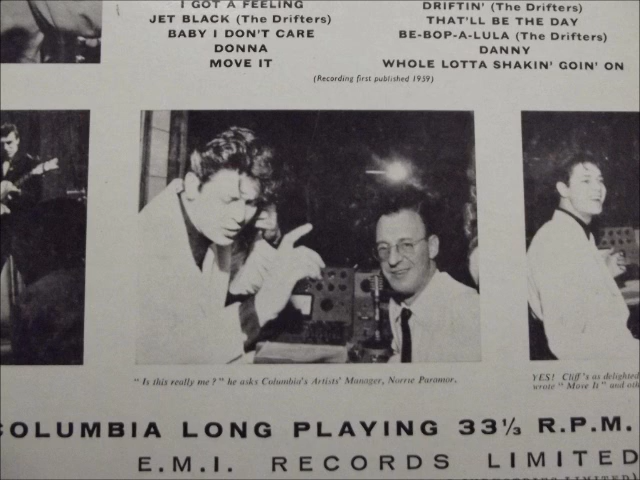 I GOT A FEELING
JET BLACK (The Drifters)
BABY I DON'T CARE
DONNA
MOVE IT
DRIFTIN' (The Drifters)
THAT'LL BE THE DAY
BE-BOP-A-LULA (The Drifters)
DANNY
WHOLE LOTTA SHAKIN' GOIN' ON
(Recording first published 1959)
"Is this really me?" he asks Columbia's Artists' Manager, Norrie Paramor.
YES! Cliff's as delighted
wrote "Move It" and
COLUMBIA LONG PLAYING 33⅓ R.P.M.
E.M.I. RECORDS LIMITED